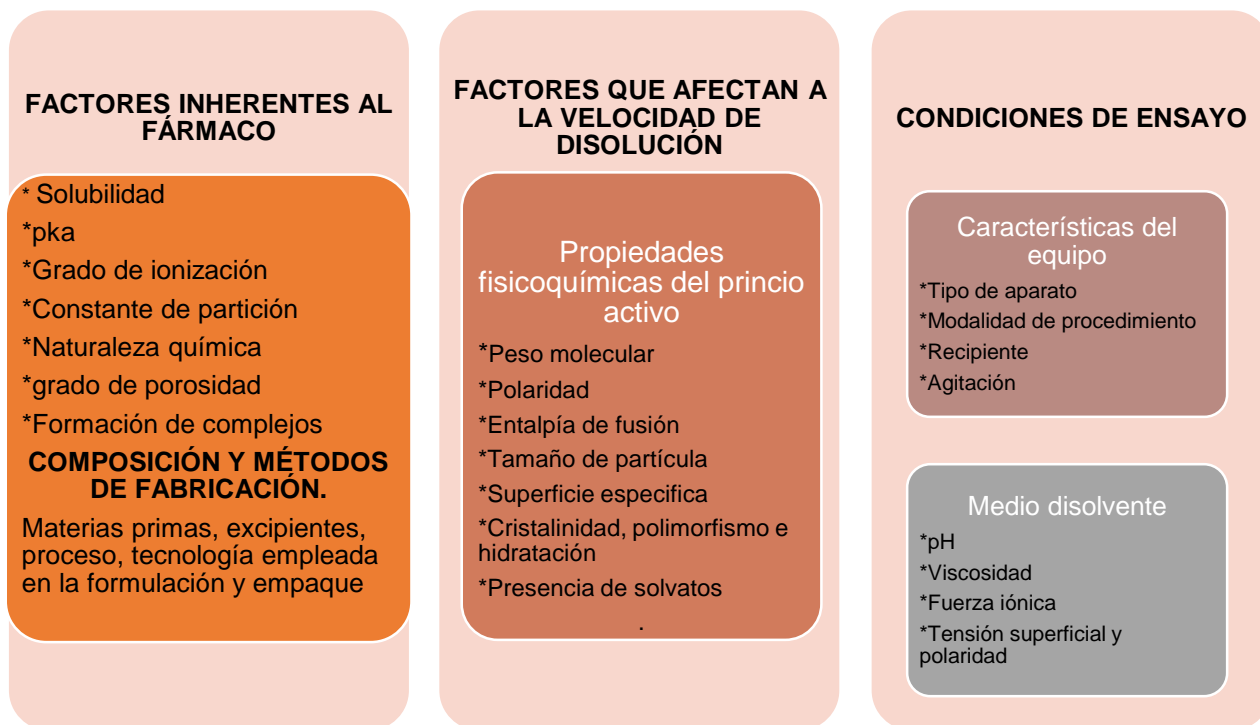 FACTORES INHERENTES AL
FÁRMACO
* Solubilidad
*pka
*Grado de ionización
*Constante de partición
*Naturaleza química
*grado de porosidad
*Formación de complejos
COMPOSICIÓN Y MÉTODOS
DE FABRICACIÓN.
Materias primas, excipientes,
proceso, tecnología empleada
en la formulación y empaque
FACTORES QUE AFECTAN A
LA VELOCIDAD DE
DISOLUCIÓN
Propiedades
fisicoquímicas del princio
activo
*Peso molecular
*Polaridad
*Entalpía de fusión
*Tamaño de partícula
*Superficie especifica
*Cristalinidad, polimorfismo e
hidratación
*Presencia de solvatos
.
CONDICIONES DE ENSAYO
Características del
equipo
*Tipo de aparato
*Modalidad de procedimiento
*Recipiente
*Agitación
Medio disolvente
*pH
*Viscosidad
*Fuerza iónica
*Tensión superficial y
polaridad